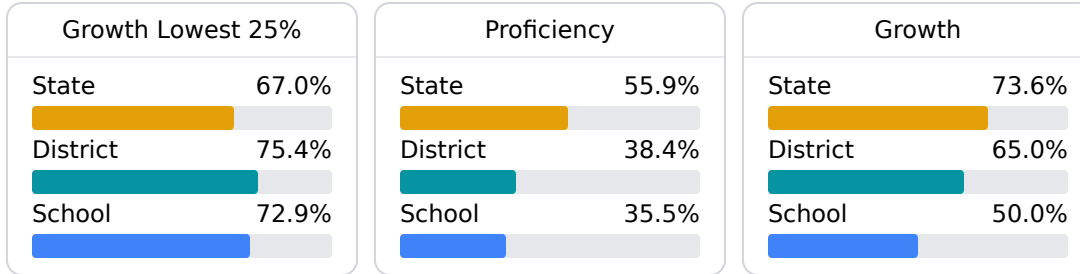 Growth Lowest 25%
State 67.0%
District 75.4%
School 72.9%
Proficiency
State 55.9%
District 38.4%
School 35.5%
Growth
State 73.6%
District 65.0%
School 50.0%